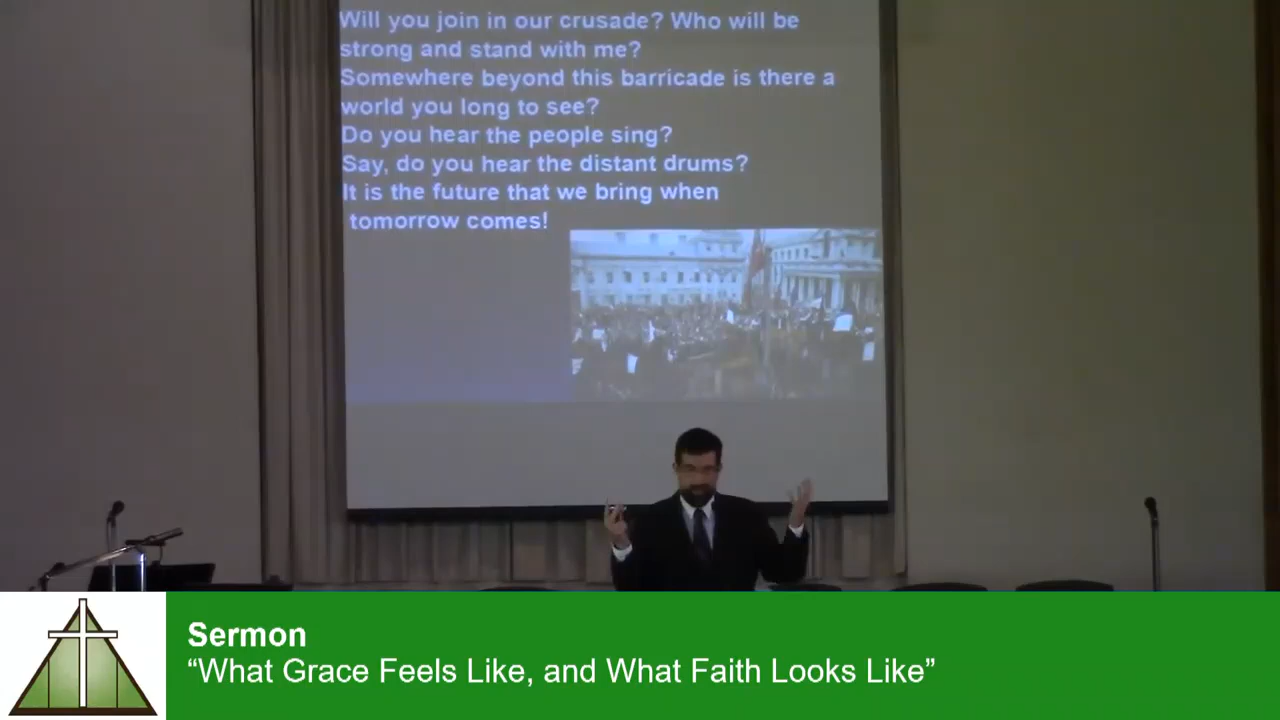 Will you join in our crusade? Who will be
strong and stand with me?
Somewhere beyond this barricade is there a
world you long to see?
Do you hear the people sing?
Say, do you hear the distant drums?
It is the future that we bring when
tomorrow comes!
Sermon
“What Grace Feels Like, and What Faith Looks Like”